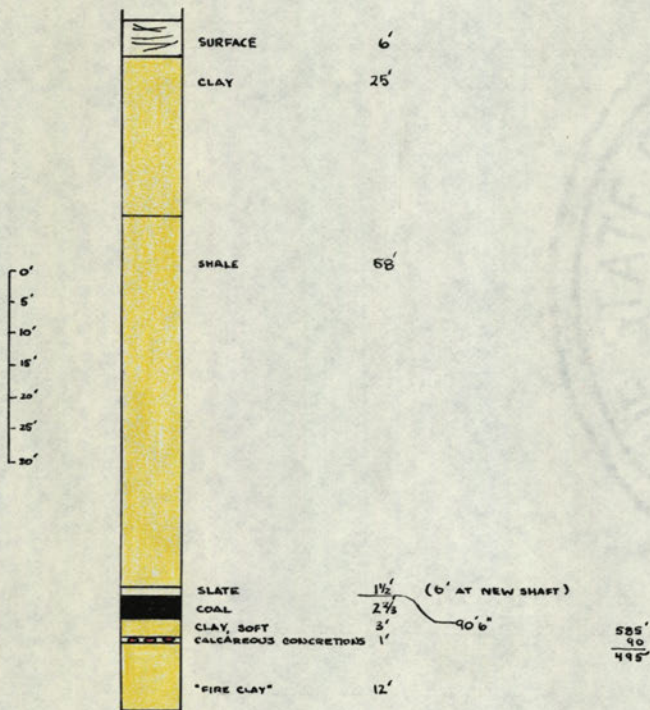 SURFACE 6'
CLAY 25'
SHALE 58'
0'
5'
10'
15'
20'
25'
30'
SLATE 1½' (6' AT NEW SHAFT)
COAL 2⅔'
90'6"
CLAY, SOFT 3'
CALCAREOUS CONCRETIONS 1'
585'
90
495'
"FIRE CLAY" 12'